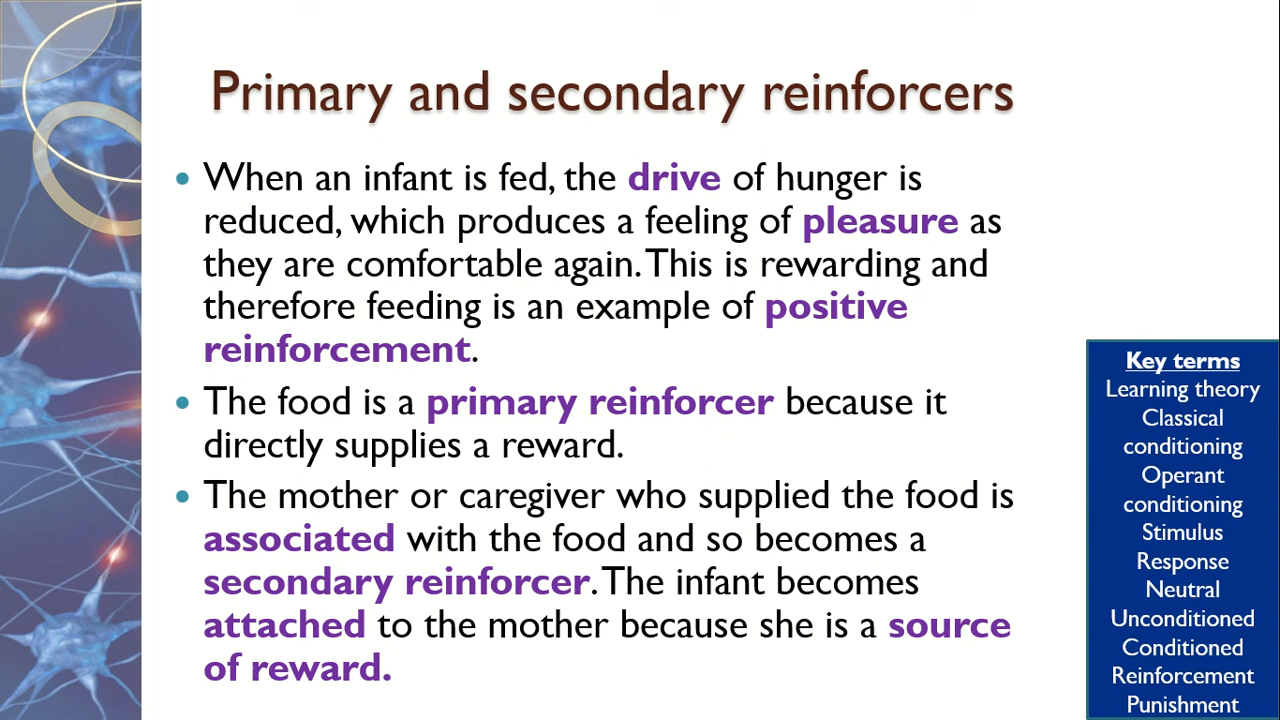 Primary and secondary reinforcers
• When an infant is fed, the drive of hunger is
reduced, which produces a feeling of pleasure as
they are comfortable again. This is rewarding and
therefore feeding is an example of positive
reinforcement.
• The food is a primary reinforcer because it
directly supplies a reward.
• The mother or caregiver who supplied the food is
associated with the food and so becomes a
secondary reinforcer. The infant becomes
attached to the mother because she is a source
of reward.
Key terms
Learning theory
Classical
conditioning
Operant
conditioning
Stimulus
Response
Neutral
Unconditioned
Conditioned
Reinforcement
Punishment